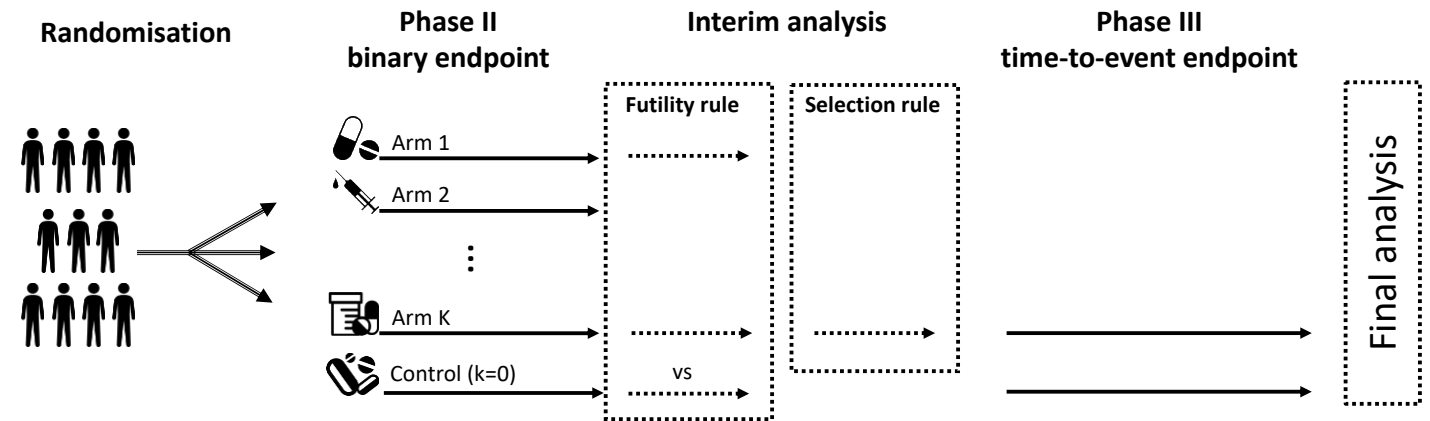 Randomisation
Phase II
binary endpoint
Interim analysis
Phase III
time-to-event endpoint
Futility rule
Selection rule
Arm 1
Arm 2
⋮
Arm K
Control (k=0)
vs
Final analysis